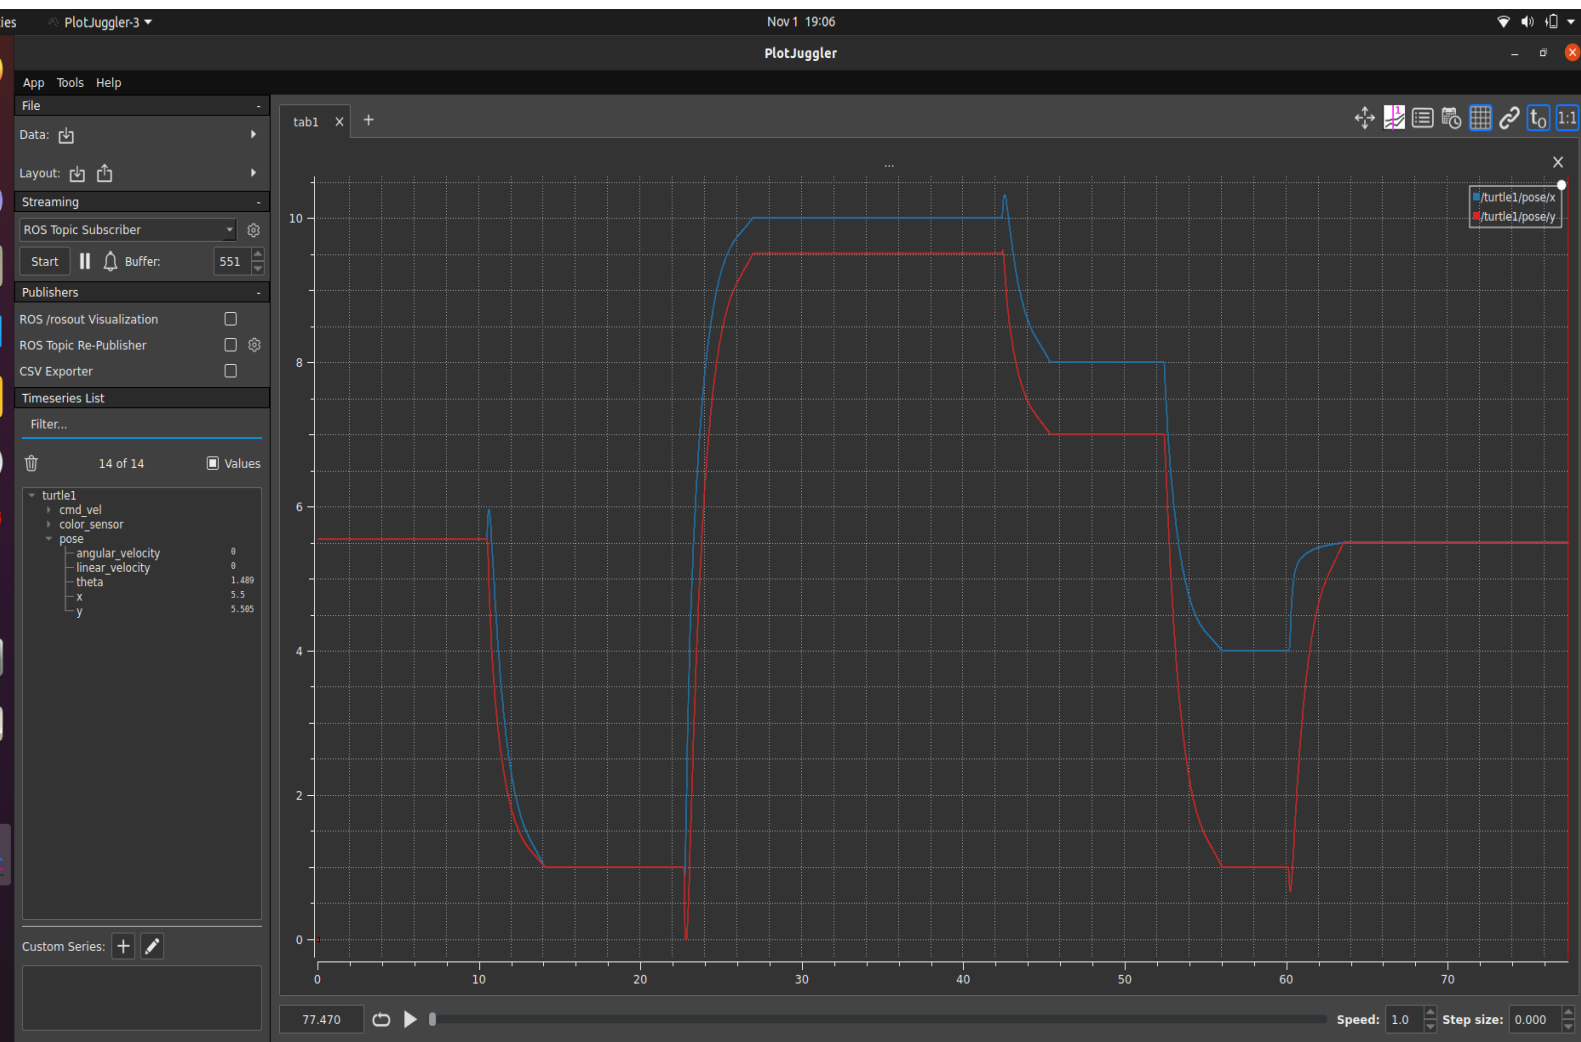 ies
PlotJuggler-3
Nov 1 19:06
PlotJuggler
App Tools Help
File -
Data:
Layout:
Streaming -
ROS Topic Subscriber
Start Buffer: 551
Publishers -
ROS /rosout Visualization
ROS Topic Re-Publisher
CSV Exporter
Timeseries List
Filter...
14 of 14 Values
turtle1
cmd_vel
color_sensor
pose
angular_velocity 0
linear_velocity 0
theta 1.489
x 5.5
y 5.505
Custom Series:
tab1 X +
1
t0 1:1
...
X
/turtle1/pose/x
/turtle1/pose/y
10
8
6
4
2
0
0 10 20 30 40 50 60 70
77.470 Speed: 1.0 Step size: 0.000